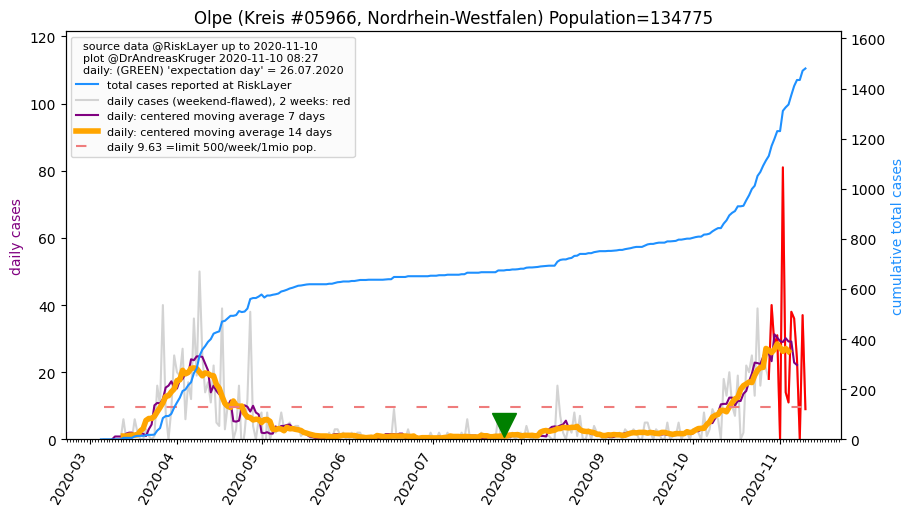 Olpe (Kreis #05966, Nordrhein-Westfalen) Population=134775
source data @RiskLayer up to 2020-11-10
plot @DrAndreasKruger 2020-11-10 08:27
daily: (GREEN) 'expectation day' = 26.07.2020
total cases reported at RiskLayer
daily cases (weekend-flawed), 2 weeks: red
daily: centered moving average 7 days
daily: centered moving average 14 days
daily 9.63 =limit 500/week/1mio pop.
daily cases
120
100
80
60
40
20
0
1600
1400
1200
1000
800
600
400
200
0
cumulative total cases
2020-03
2020-04
2020-05
2020-06
2020-07
2020-08
2020-09
2020-10
2020-11